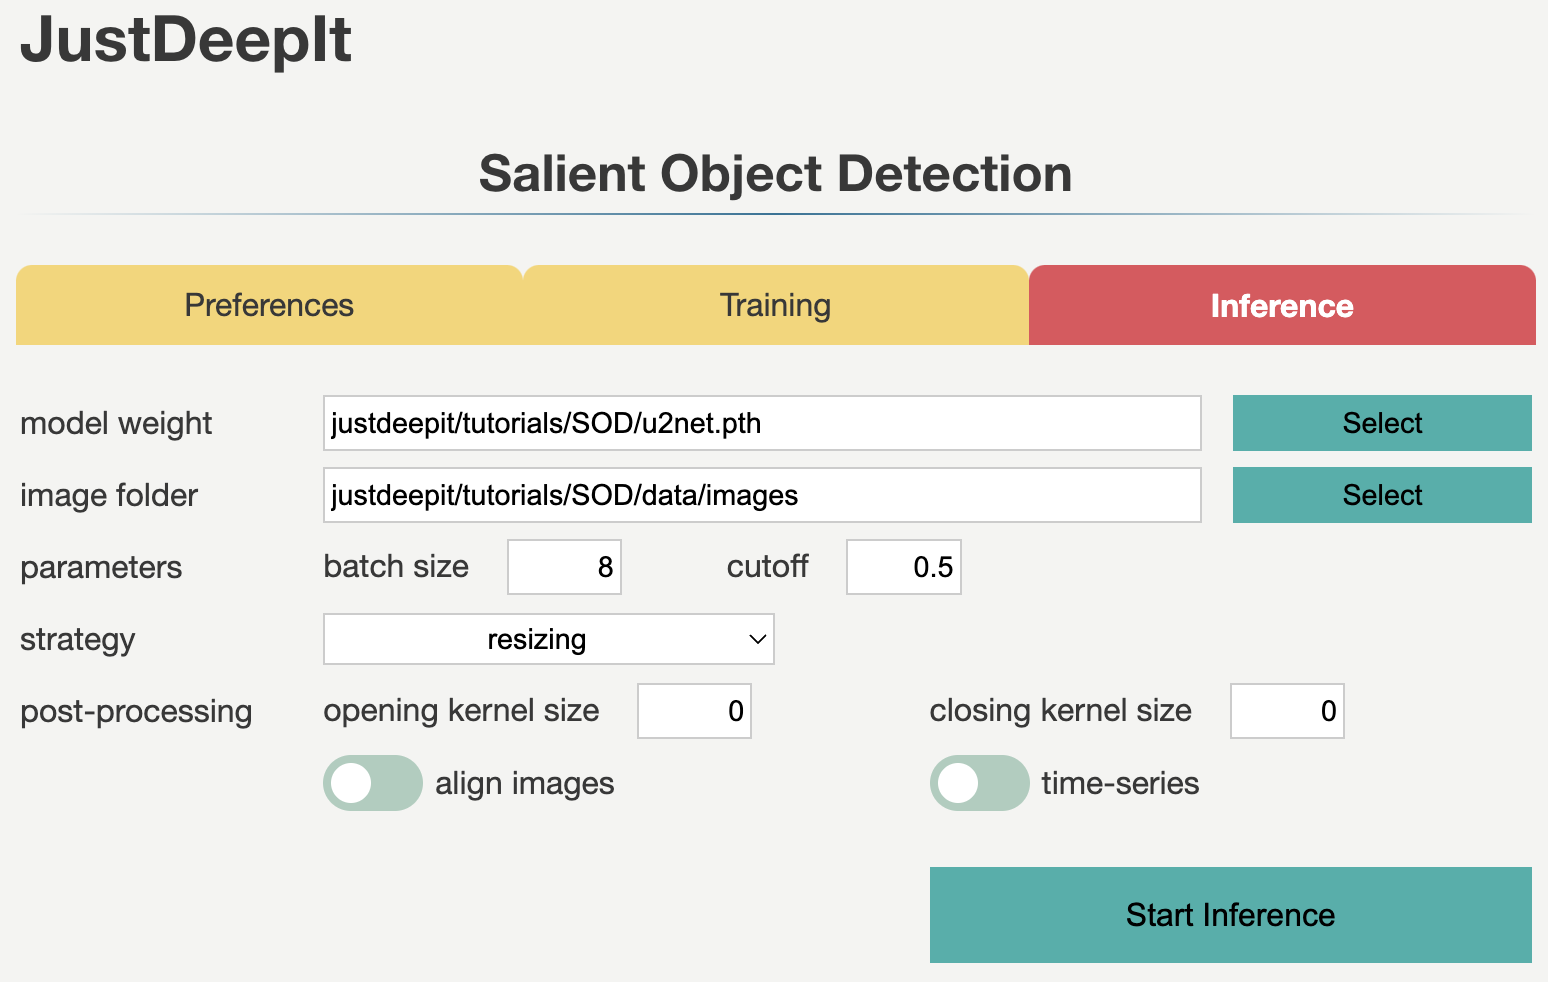 JustDeepIt
Salient Object Detection
Preferences Training Inference
model weight justdeepit/tutorials/SOD/u2net.pth Select
image folder justdeepit/tutorials/SOD/data/images Select
parameters batch size 8 cutoff 0.5
strategy resizing
post-processing opening kernel size 0 closing kernel size 0
align images time-series
Start Inference